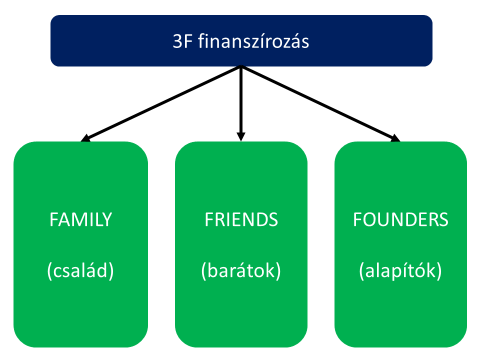 3F finanszírozás
FAMILY
(család)
FRIENDS
(barátok)
FOUNDERS
(alapítók)